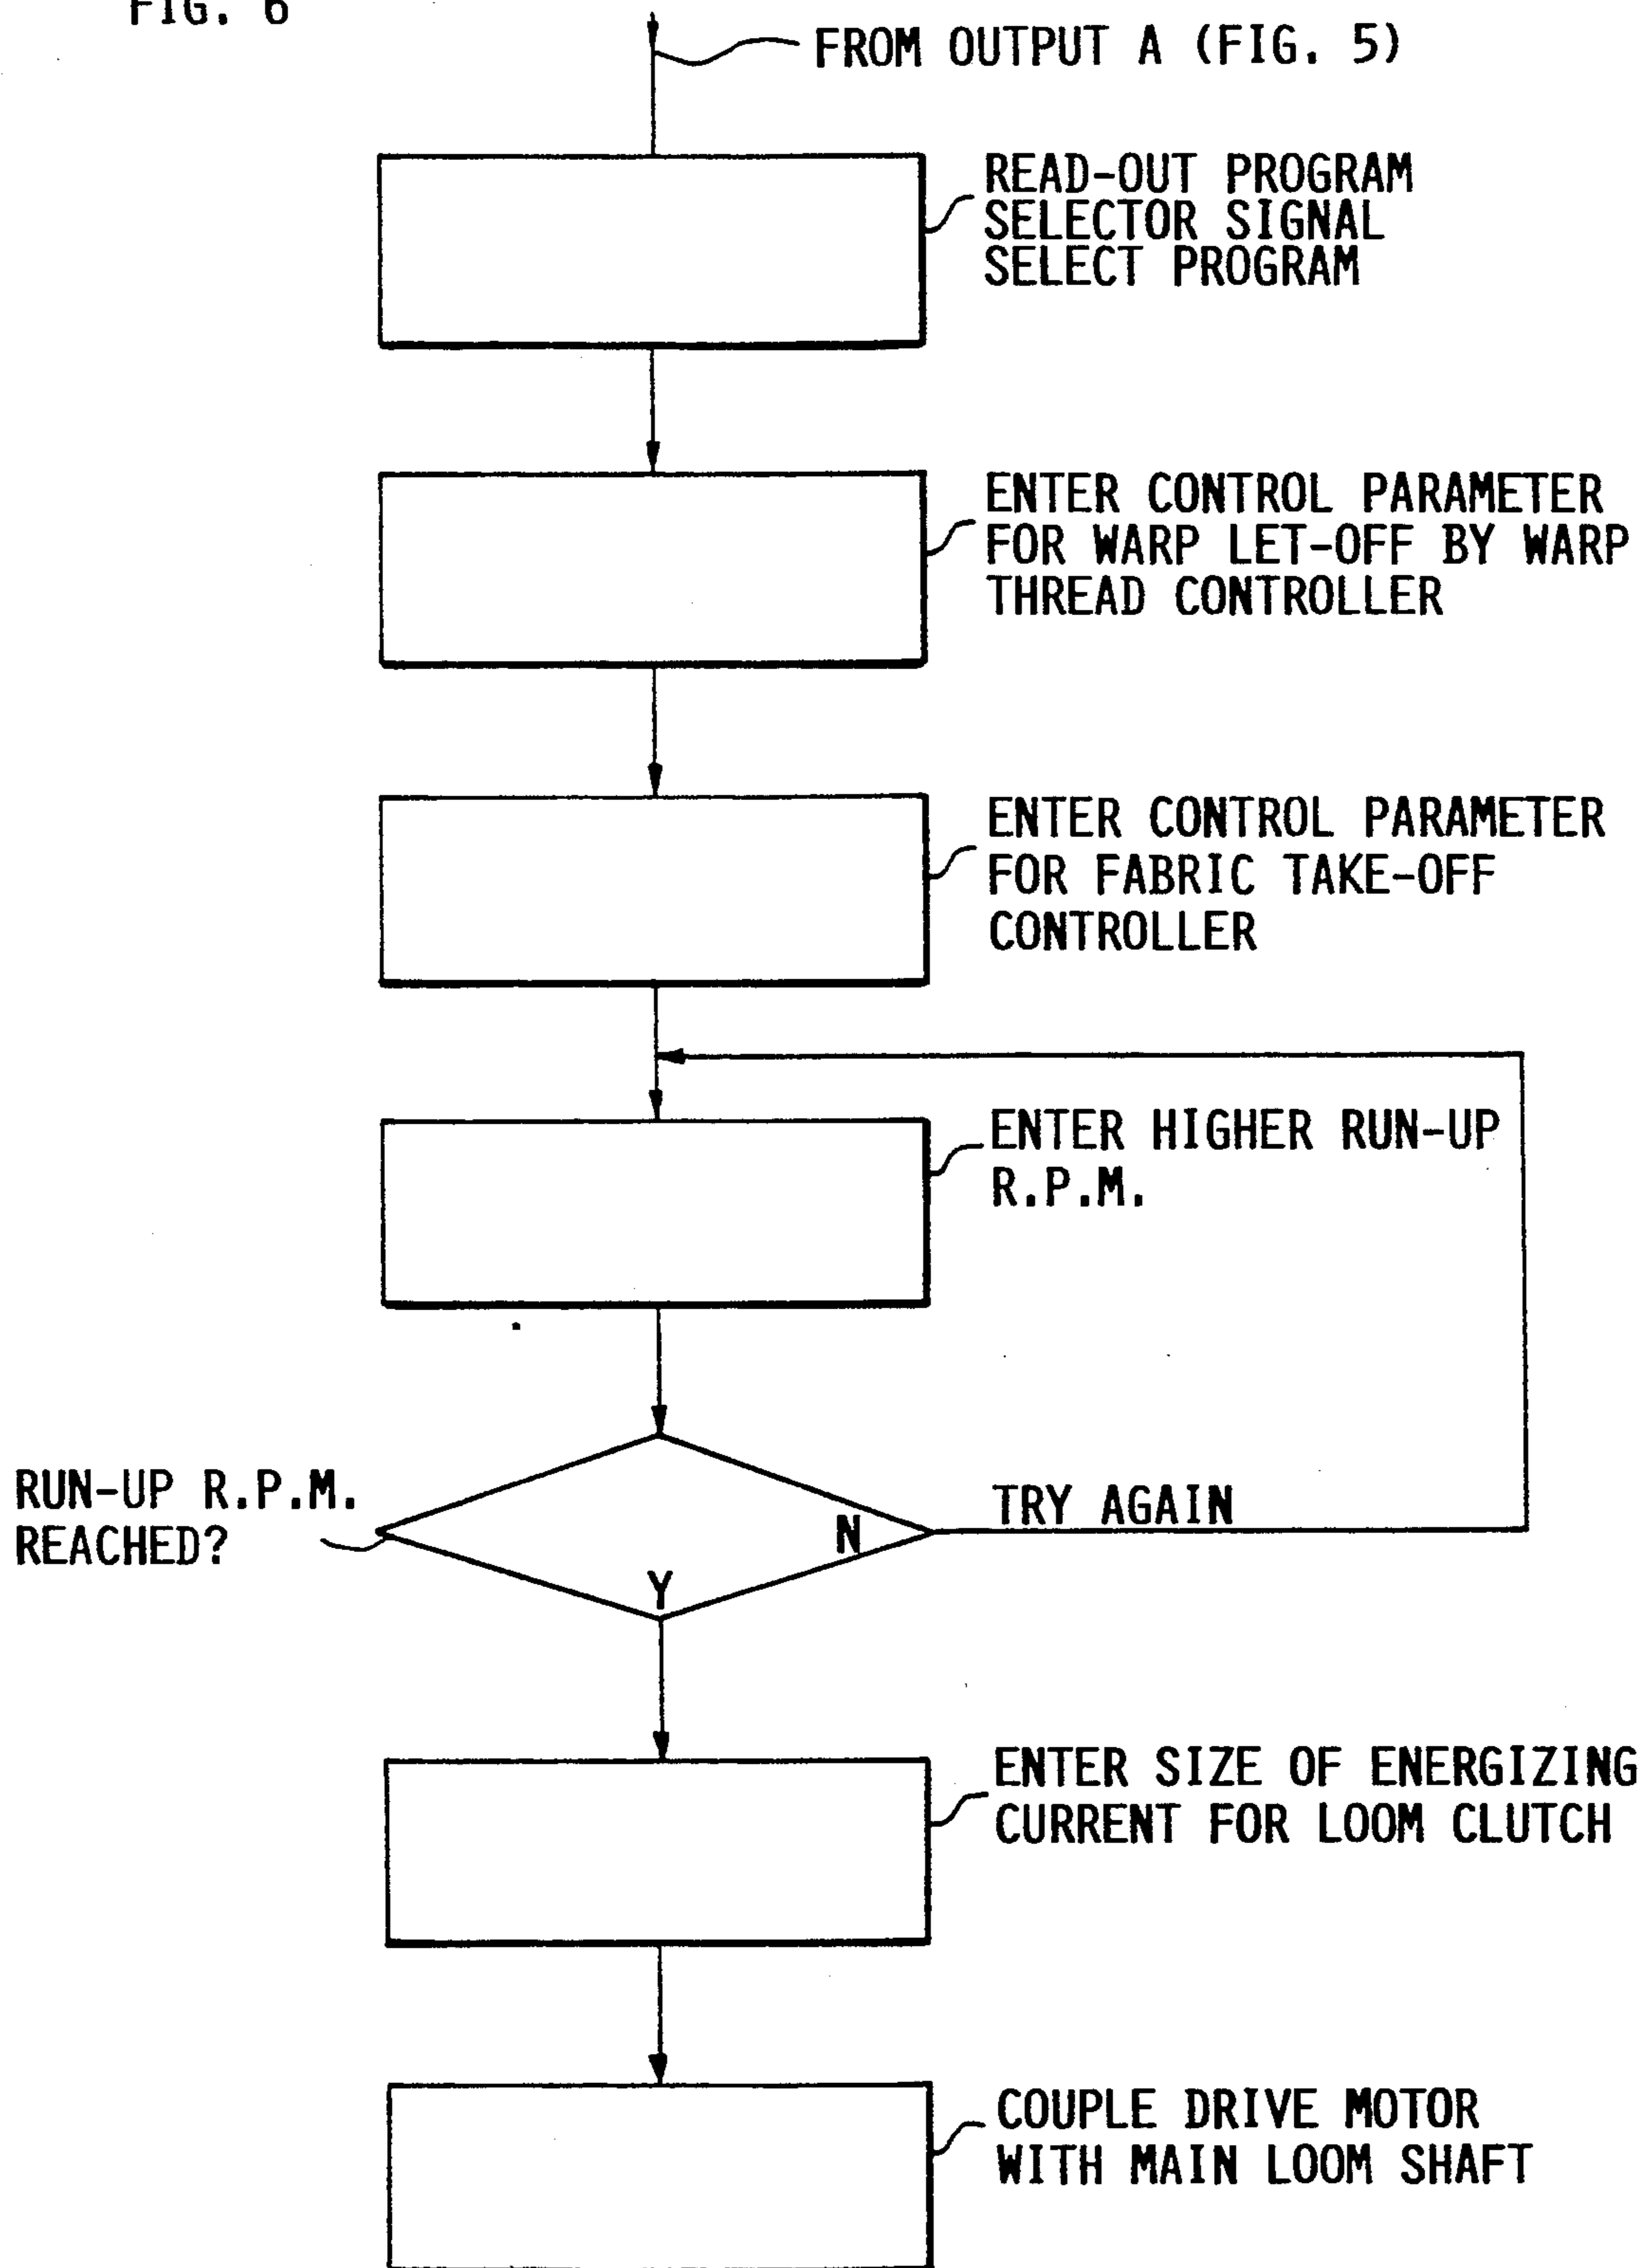 FIG. 6
FROM OUTPUT A (FIG. 5)
READ-OUT PROGRAM
SELECTOR SIGNAL
SELECT PROGRAM
ENTER CONTROL PARAMETER
FOR WARP LET-OFF BY WARP
THREAD CONTROLLER
ENTER CONTROL PARAMETER
FOR FABRIC TAKE-OFF
CONTROLLER
ENTER HIGHER RUN-UP
R.P.M.
RUN-UP R.P.M.
REACHED?
N
TRY AGAIN
Y
ENTER SIZE OF ENERGIZING
CURRENT FOR LOOM CLUTCH
COUPLE DRIVE MOTOR
WITH MAIN LOOM SHAFT